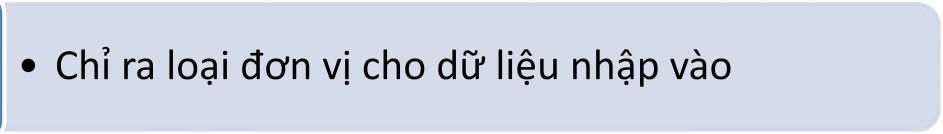 • Chỉ ra loại đơn vị cho dữ liệu nhập vào